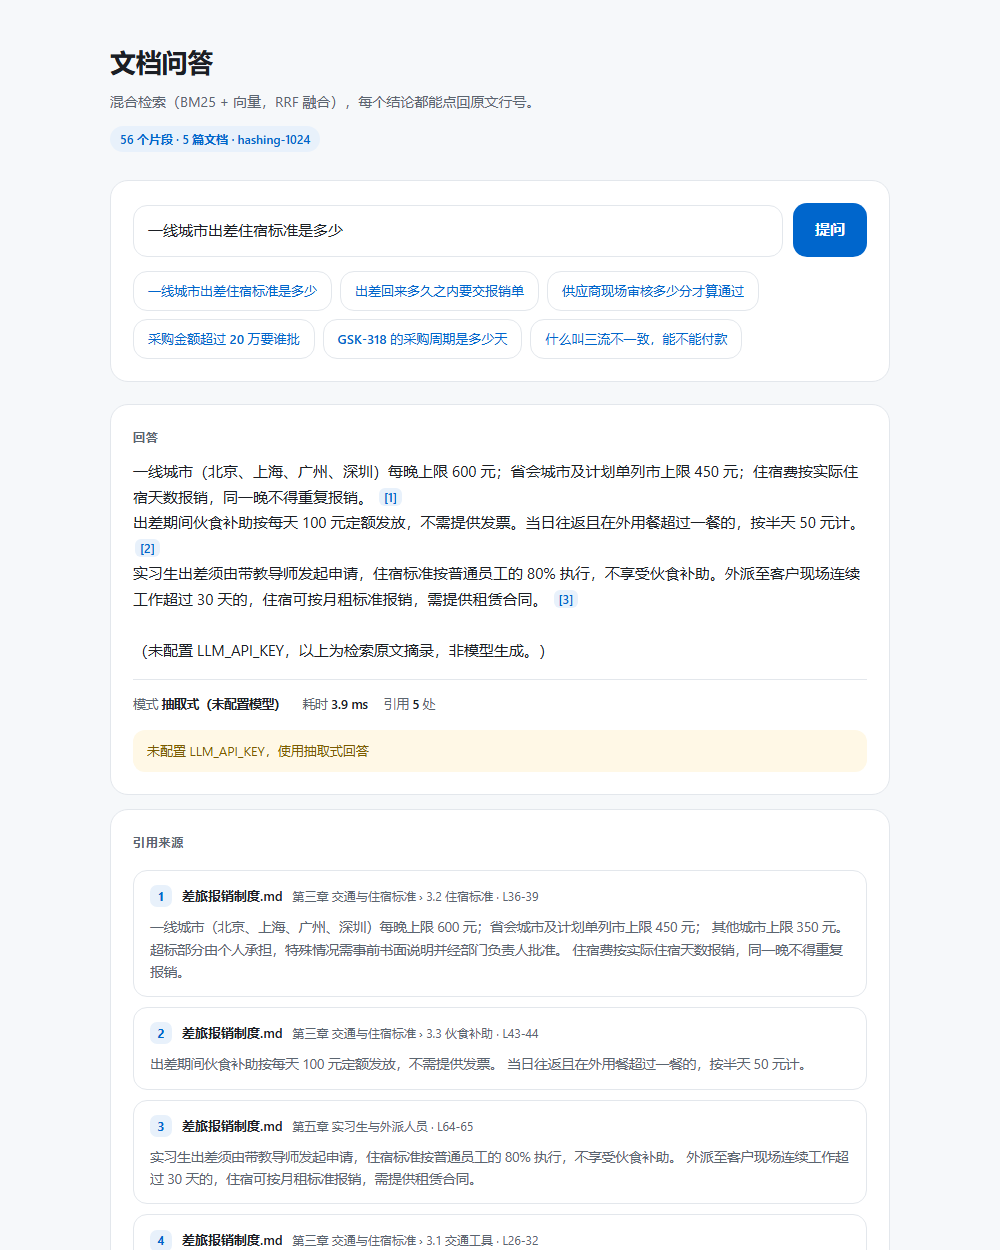 文档问答
混合检索（BM25 + 向量，RRF 融合），每个结论都能点回原文行号。
56 个片段 · 5 篇文档 · hashing-1024
一线城市出差住宿标准是多少
提问
一线城市出差住宿标准是多少
出差回来多久之内要交报销单
供应商现场审核多少分才算通过
采购金额超过 20 万要谁批
GSK-318 的采购周期是多少天
什么叫三流不一致，能不能付款
回答
一线城市（北京、上海、广州、深圳）每晚上限 600 元；省会城市及计划单列市上限 450 元；住宿费按实际住
宿天数报销，同一晚不得重复报销。 [1]
出差期间伙食补助按每天 100 元定额发放，不需提供发票。当日往返且在外用餐超过一餐的，按半天 50 元计。
[2]
实习生出差须由带教导师发起申请，住宿标准按普通员工的 80% 执行，不享受伙食补助。外派至客户现场连续
工作超过 30 天的，住宿可按月租标准报销，需提供租赁合同。 [3]
（未配置 LLM_API_KEY，以上为检索原文摘录，非模型生成。）
模式 抽取式（未配置模型） 耗时 3.9 ms 引用 5 处
未配置 LLM_API_KEY，使用抽取式回答
引用来源
1 差旅报销制度.md 第三章 交通与住宿标准 › 3.2 住宿标准 · L36-39
一线城市（北京、上海、广州、深圳）每晚上限 600 元；省会城市及计划单列市上限 450 元； 其他城市上限 350 元。
超标部分由个人承担，特殊情况需事前书面说明并经部门负责人批准。 住宿费按实际住宿天数报销，同一晚不得重复
报销。
2 差旅报销制度.md 第三章 交通与住宿标准 › 3.3 伙食补助 · L43-44
出差期间伙食补助按每天 100 元定额发放，不需提供发票。 当日往返且在外用餐超过一餐的，按半天 50 元计。
3 差旅报销制度.md 第五章 实习生与外派人员 · L64-65
实习生出差须由带教导师发起申请，住宿标准按普通员工的 80% 执行，不享受伙食补助。 外派至客户现场连续工作超
过 30 天的，住宿可按月租标准报销，需提供租赁合同。
4 差旅报销制度.md 第三章 交通与住宿标准 › 3.1 交通工具 · L26-32